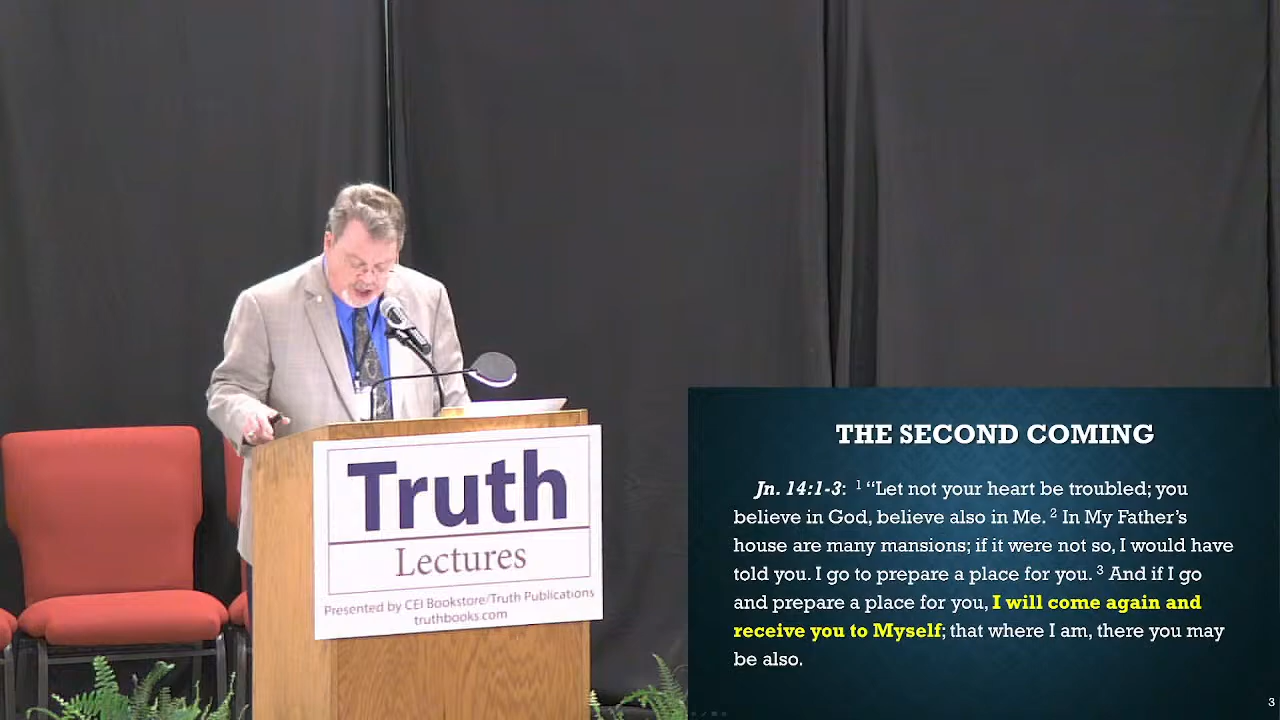 Truth
Lectures
Presented by CEI Bookstore/Truth Publications
truthbooks.com
THE SECOND COMING
Jn. 14:1-3: ¹ “Let not your heart be troubled; you
believe in God, believe also in Me. ² In My Father’s
house are many mansions; if it were not so, I would have
told you. I go to prepare a place for you. ³ And if I go
and prepare a place for you, I will come again and
receive you to Myself; that where I am, there you may
be also.
3